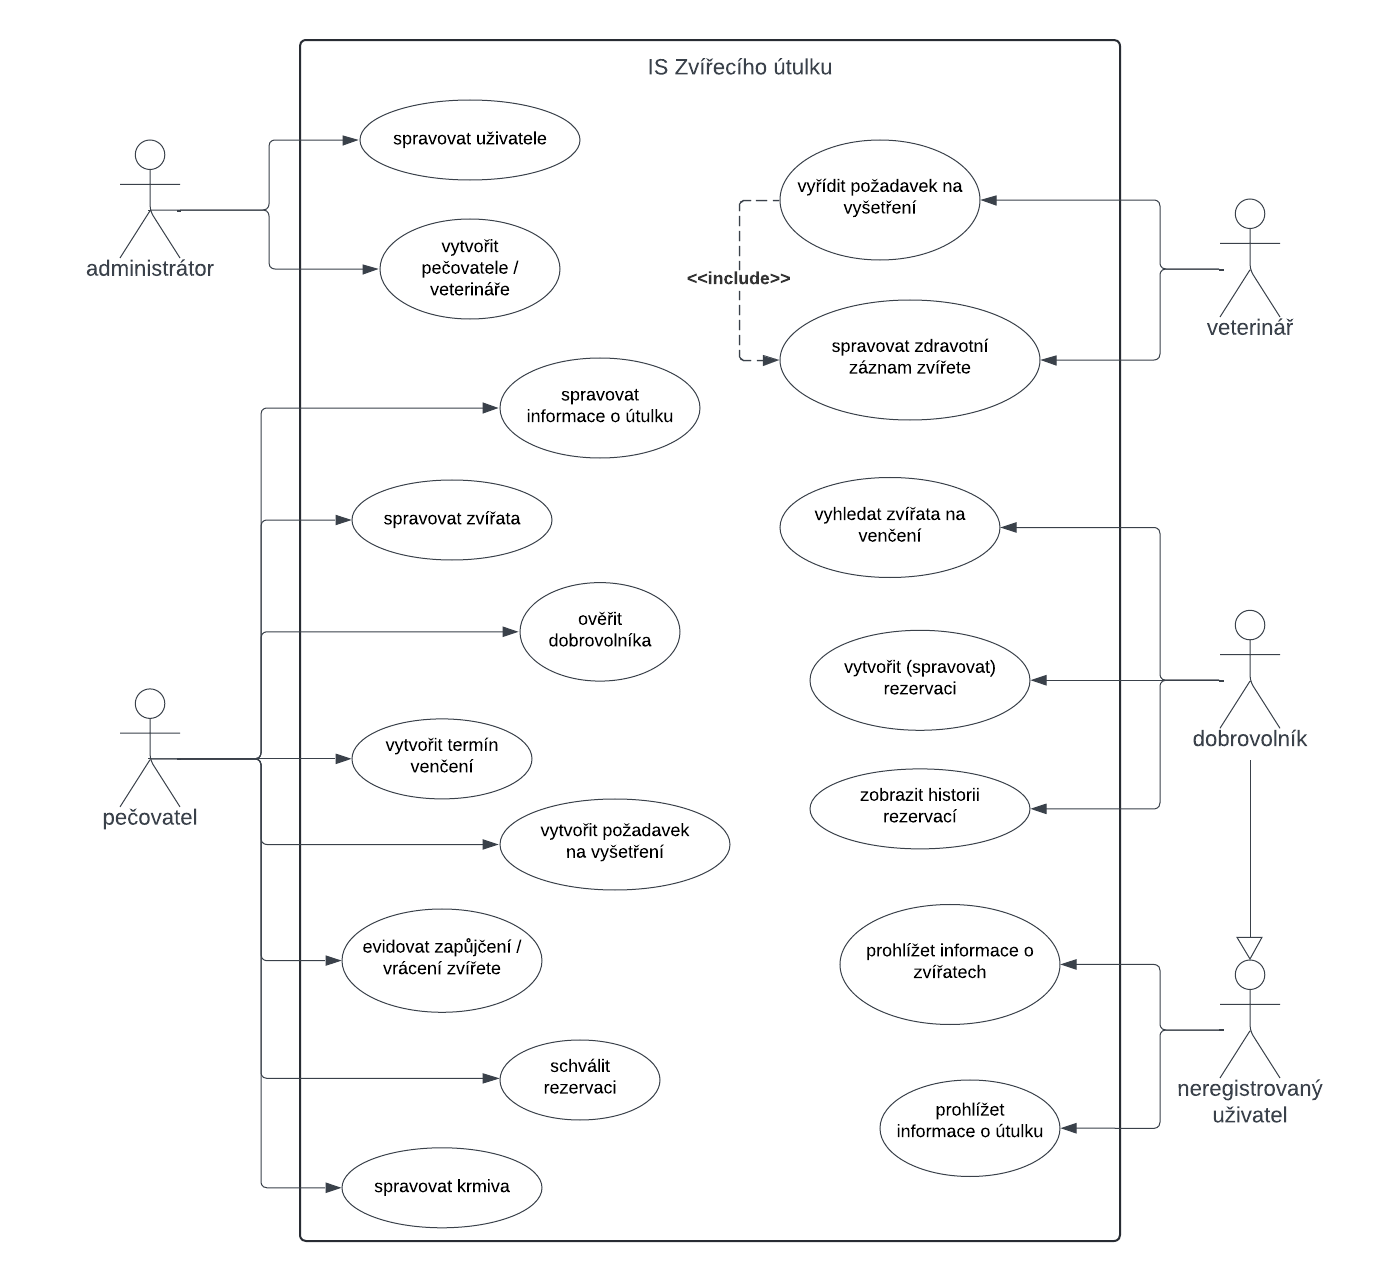 IS Zvířecího útulku
spravovat uživatele
vytvořit
pečovatele /
veterináře
administrátor
vyřídit požadavek na
vyšetření
<<include>>
spravovat zdravotní
záznam zvířete
veterinář
spravovat
informace o útulku
spravovat zvířata
ověřit
dobrovolníka
vytvořit termín
venčení
vytvořit požadavek
na vyšetření
evidovat zapůjčení /
vrácení zvířete
schválit
rezervaci
spravovat krmiva
pečovatel
vyhledat zvířata na
venčení
vytvořit (spravovat)
rezervaci
zobrazit historii
rezervací
dobrovolník
prohlížet informace o
zvířatech
prohlížet
informace o útulku
neregistrovaný
uživatel